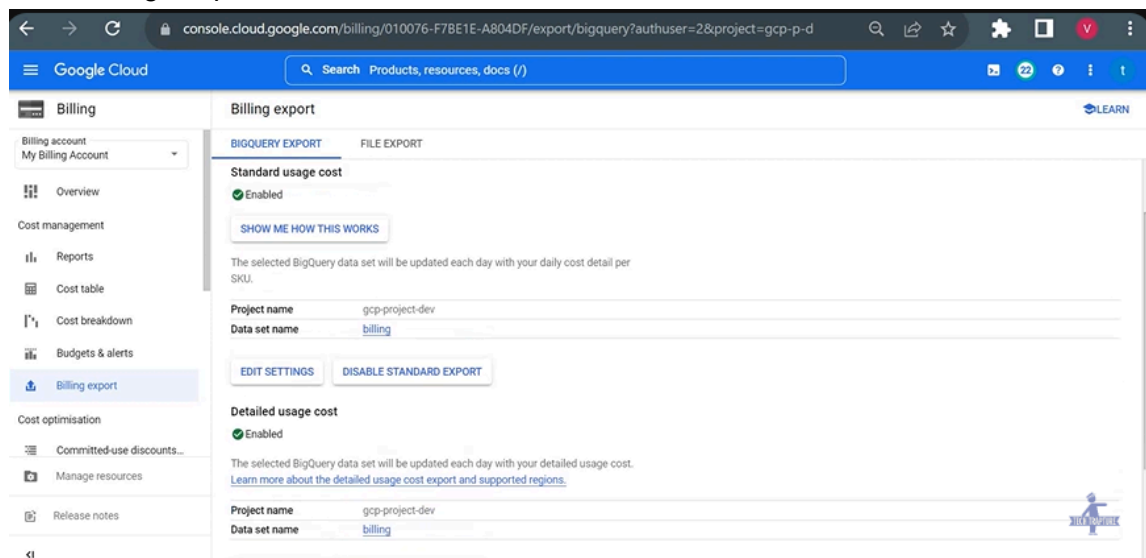 console.cloud.google.com/billing/010076-F7BE1E-A804DF/export/bigquery?authuser=2&project=gcp-p-d
V
Google Cloud
Search Products, resources, docs (/)
22
t
Billing
Billing export
LEARN
Billing account
My Billing Account
BIGQUERY EXPORT
FILE EXPORT
Standard usage cost
Enabled
Overview
SHOW ME HOW THIS WORKS
Cost management
Reports
The selected BigQuery data set will be updated each day with your daily cost detail per
SKU.
Cost table
Project name gcp-project-dev
Cost breakdown
Data set name billing
Budgets & alerts
EDIT SETTINGS
DISABLE STANDARD EXPORT
Billing export
Detailed usage cost
Cost optimisation
Enabled
Committed-use discounts...
The selected BigQuery data set will be updated each day with your detailed usage cost.
Manage resources
Learn more about the detailed usage cost export and supported regions.
Project name gcp-project-dev
Release notes
Data set name billing
TECH TRAPTURE